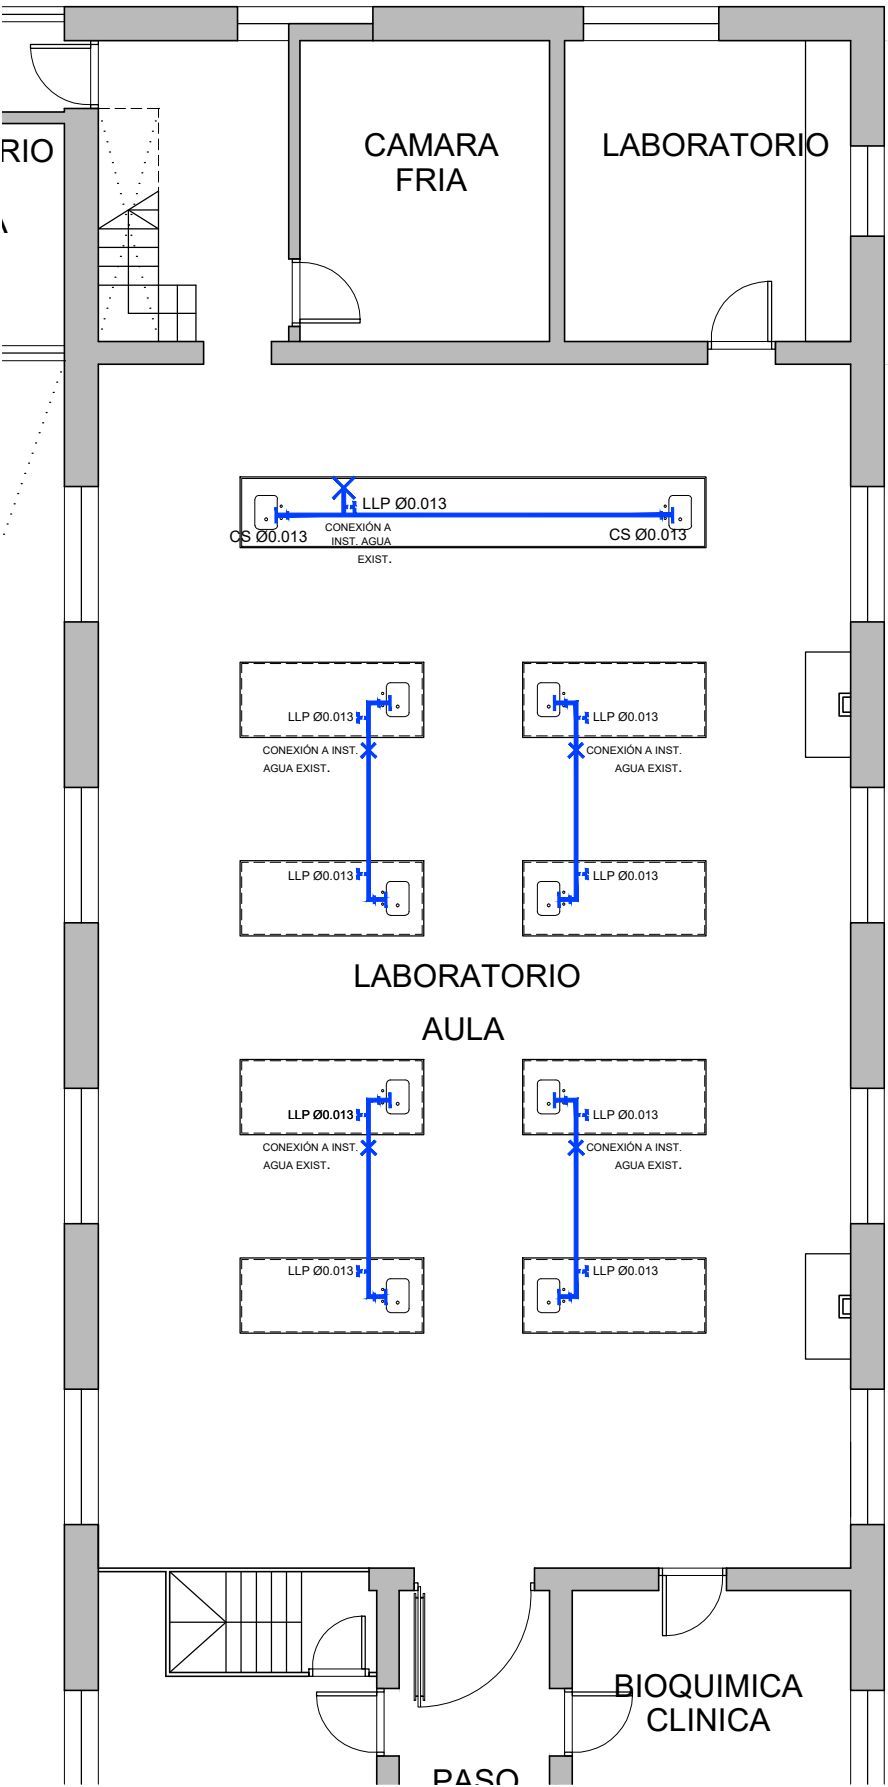 CAMARA
FRIA
LABORATORIO
RIO
LLP Ø0.013
CS Ø0.013
CONEXIÓN A
INST. AGUA
EXIST.
CS Ø0.013
LLP Ø0.013
LLP Ø0.013
CONEXIÓN A INST.
AGUA EXIST.
CONEXIÓN A INST.
AGUA EXIST.
LLP Ø0.013
LLP Ø0.013
LABORATORIO
AULA
LLP Ø0.013
LLP Ø0.013
CONEXIÓN A INST.
AGUA EXIST.
CONEXIÓN A INST.
AGUA EXIST.
LLP Ø0.013
LLP Ø0.013
BIOQUIMICA
CLINICA
PASO